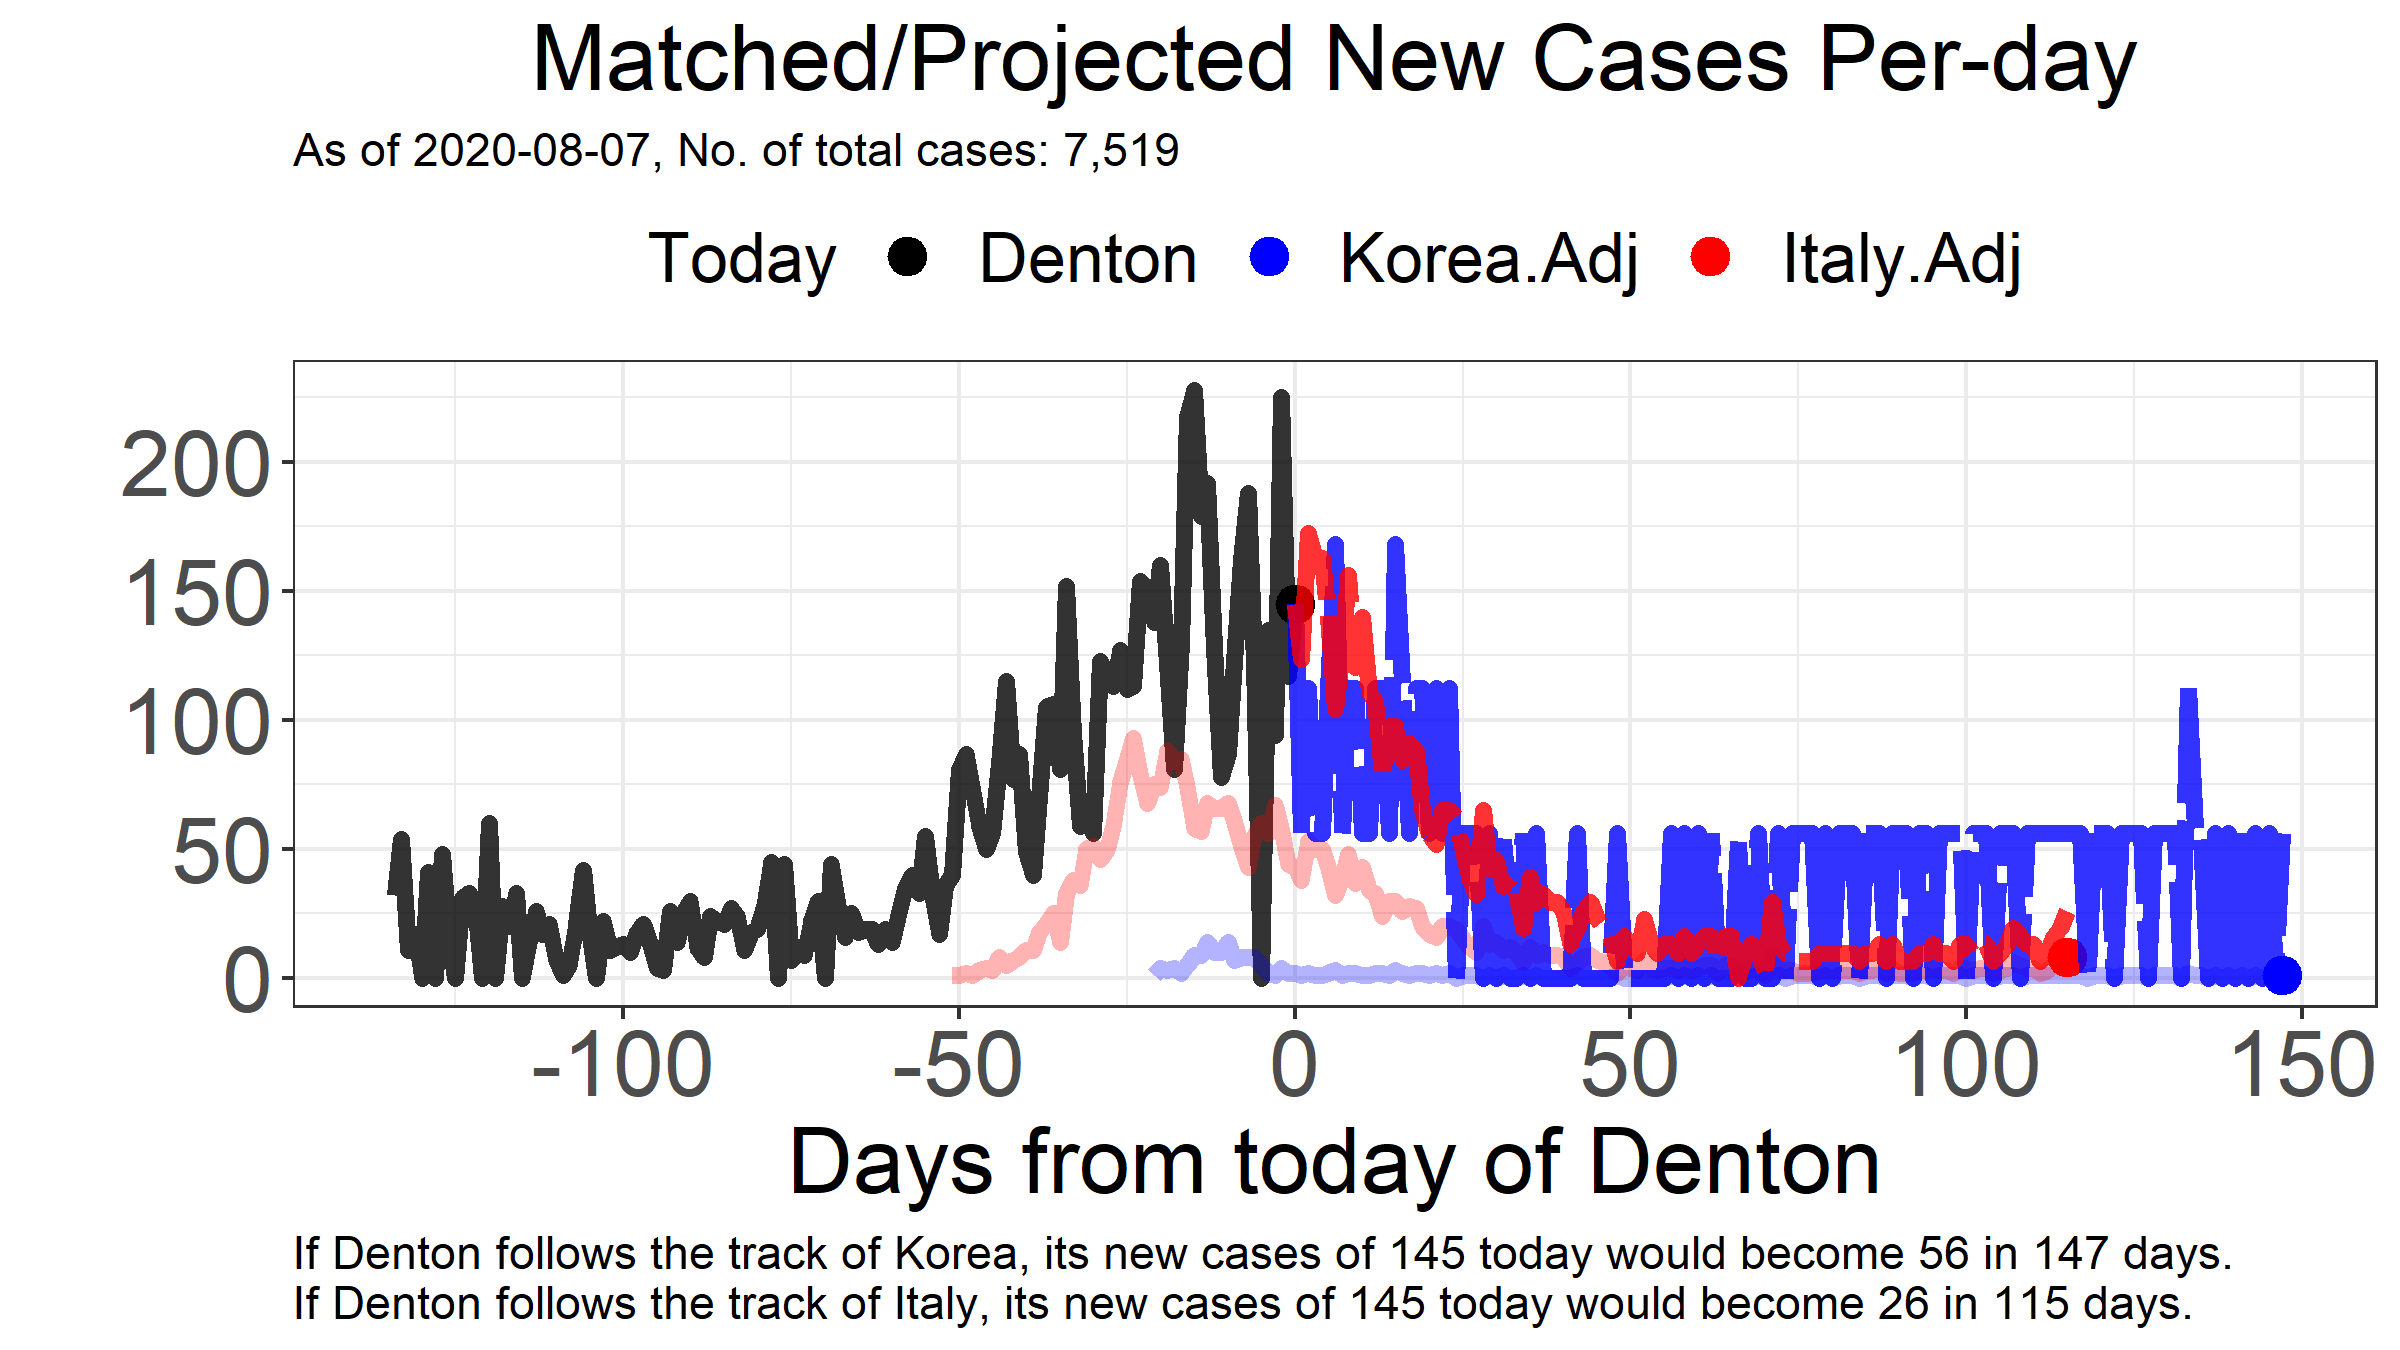 Matched/Projected New Cases Per-day
As of 2020-08-07, No. of total cases: 7,519
Today Denton Korea.Adj Italy.Adj
200
150
100
50
0
-100 -50 0 50 100 150
Days from today of Denton
If Denton follows the track of Korea, its new cases of 145 today would become 56 in 147 days.
If Denton follows the track of Italy, its new cases of 145 today would become 26 in 115 days.